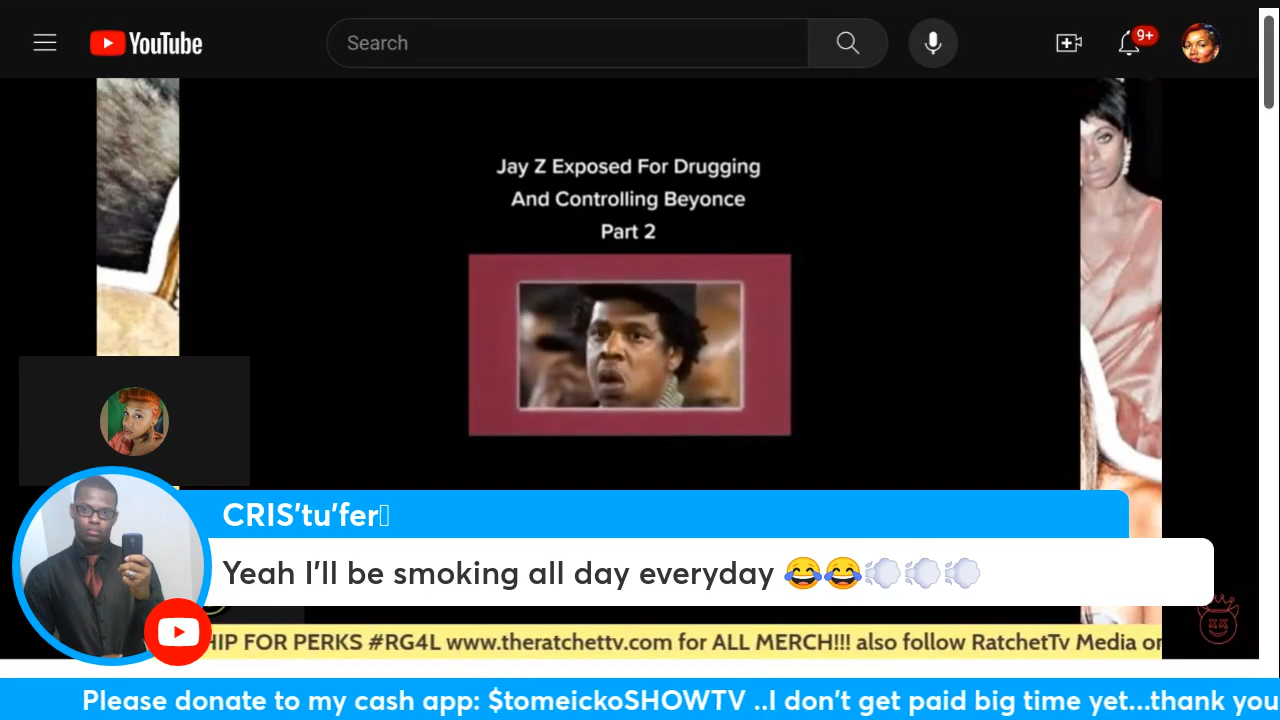 YouTube
Search
9+
Jay Z Exposed For Drugging
And Controlling Beyonce
Part 2
CRIS'tu'fer
Yeah I'll be smoking all day everyday 😂😂💨💨💨
HIP FOR PERKS #RG4L www.theratchettv.com for ALL MERCH!!! also follow RatchetTv Media or
Please donate to my cash app: $tomeickoSHOWTV ..I don't get paid big time yet...thank you